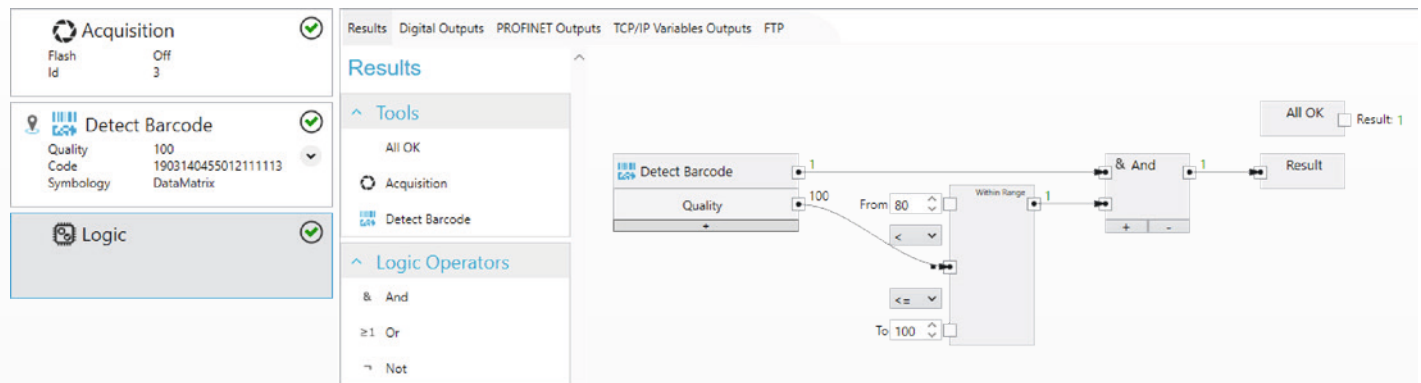 Acquisition
Flash Off
Id 3
Detect Barcode
Quality 100
Code 1903140455012111113
Symbology DataMatrix
Logic
Results Digital Outputs PROFINET Outputs TCP/IP Variables Outputs FTP
Results
Tools
All OK
Acquisition
Detect Barcode
Logic Operators
& And
≥1 Or
¬ Not
All OK
Result: 1
Detect Barcode 1
Quality 100
+
From 80
<
<=
To 100
Within Range
1
& And
1
+ -
Result